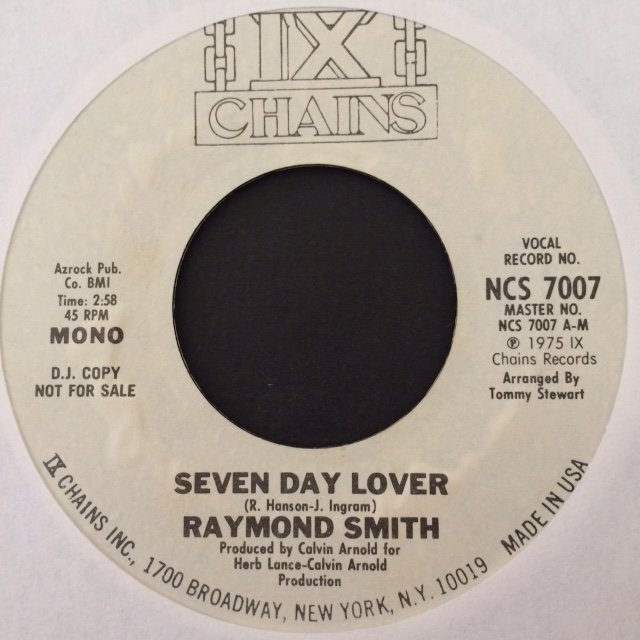 IX
CHAINS
Azrock Pub.
Co. BMI
Time: 2:58
45 RPM
MONO
D.J. COPY
NOT FOR SALE
VOCAL
RECORD NO.
NCS 7007
MASTER NO.
NCS 7007 A-M
Ⓟ 1975 IX
Chains Records
Arranged By
Tommy Stewart
SEVEN DAY LOVER
(R. Hanson-J. Ingram)
RAYMOND SMITH
Produced by Calvin Arnold for
Herb Lance-Calvin Arnold
Production
IX CHAINS INC., 1700 BROADWAY, NEW YORK, N.Y. 10019 MADE IN USA